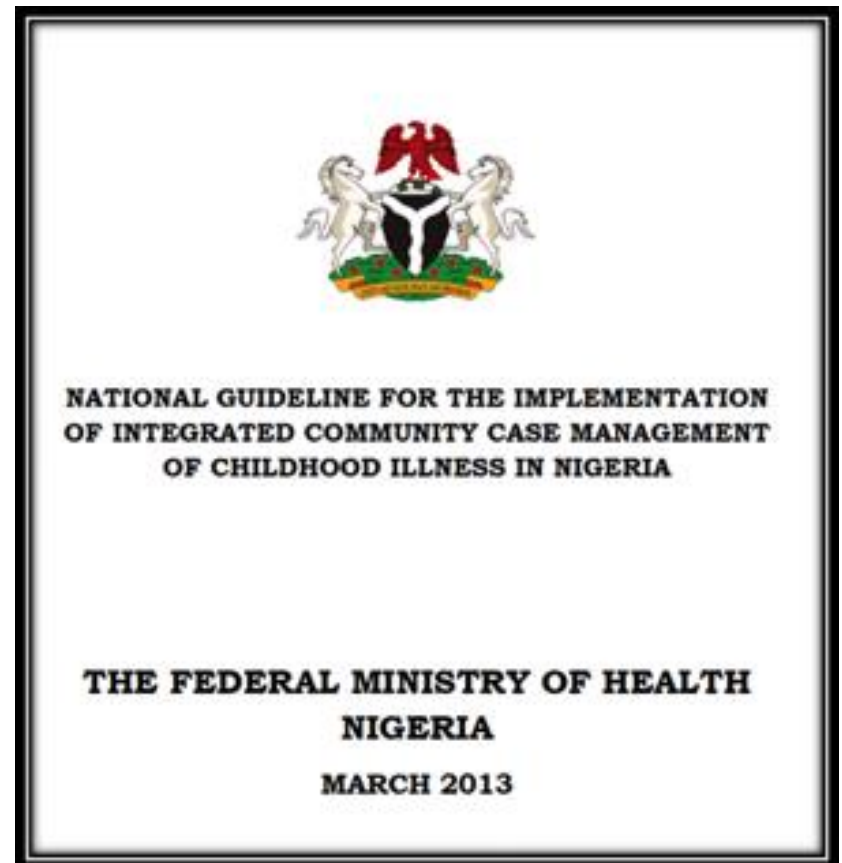 NATIONAL GUIDELINE FOR THE IMPLEMENTATION
OF INTEGRATED COMMUNITY CASE MANAGEMENT
OF CHILDHOOD ILLNESS IN NIGERIA
THE FEDERAL MINISTRY OF HEALTH
NIGERIA
MARCH 2013